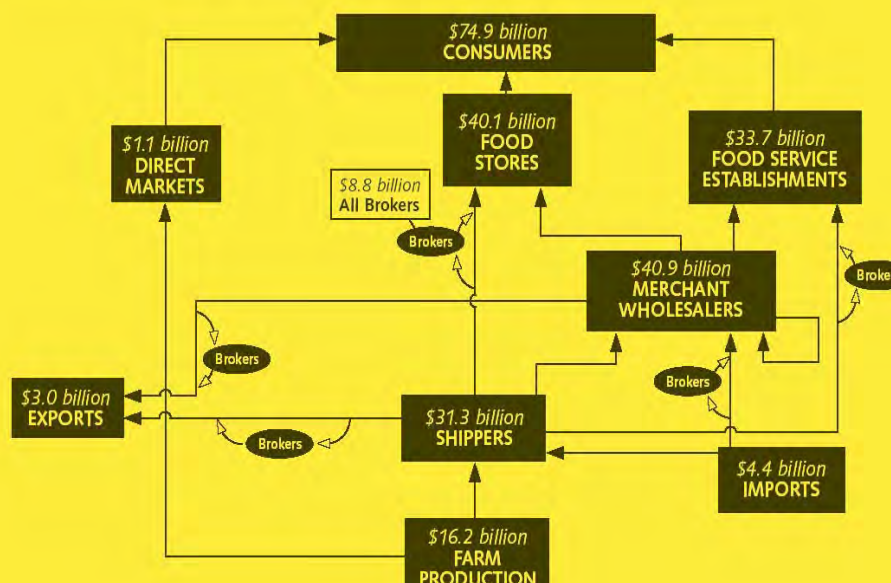 $74.9 billion
CONSUMERS
$1.1 billion
DIRECT
MARKETS
$40.1 billion
FOOD
STORES
$33.7 billion
FOOD SERVICE
ESTABLISHMENTS
$8.8 billion
All Brokers
Brokers
$40.9 billion
MERCHANT
WHOLESALERS
Broke
Brokers
Brokers
$3.0 billion
EXPORTS
Brokers
$31.3 billion
SHIPPERS
$4.4 billion
IMPORTS
$16.2 billion
FARM
PRODUCTION